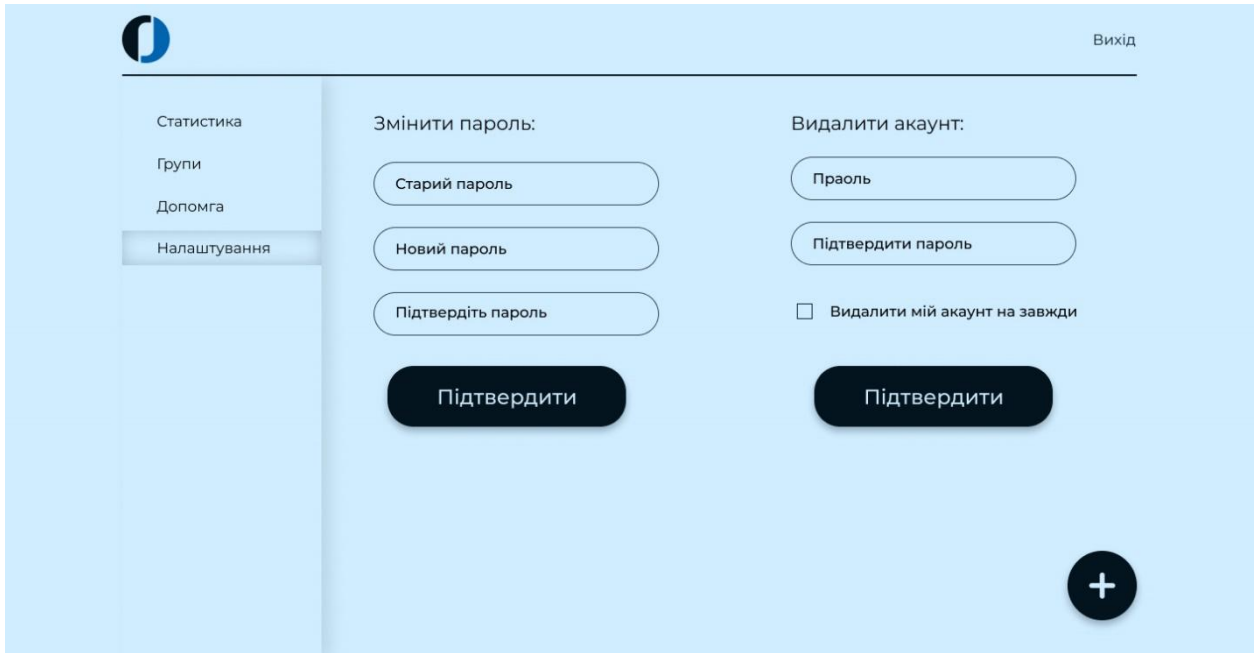 Вихід
Статистика
Групи
Допомга
Налаштування
Змінити пароль:
Старий пароль
Новий пароль
Підтвердіть пароль
Підтвердити
Видалити акаунт:
Праоль
Підтвердити пароль
Видалити мій акаунт на завжди
Підтвердити